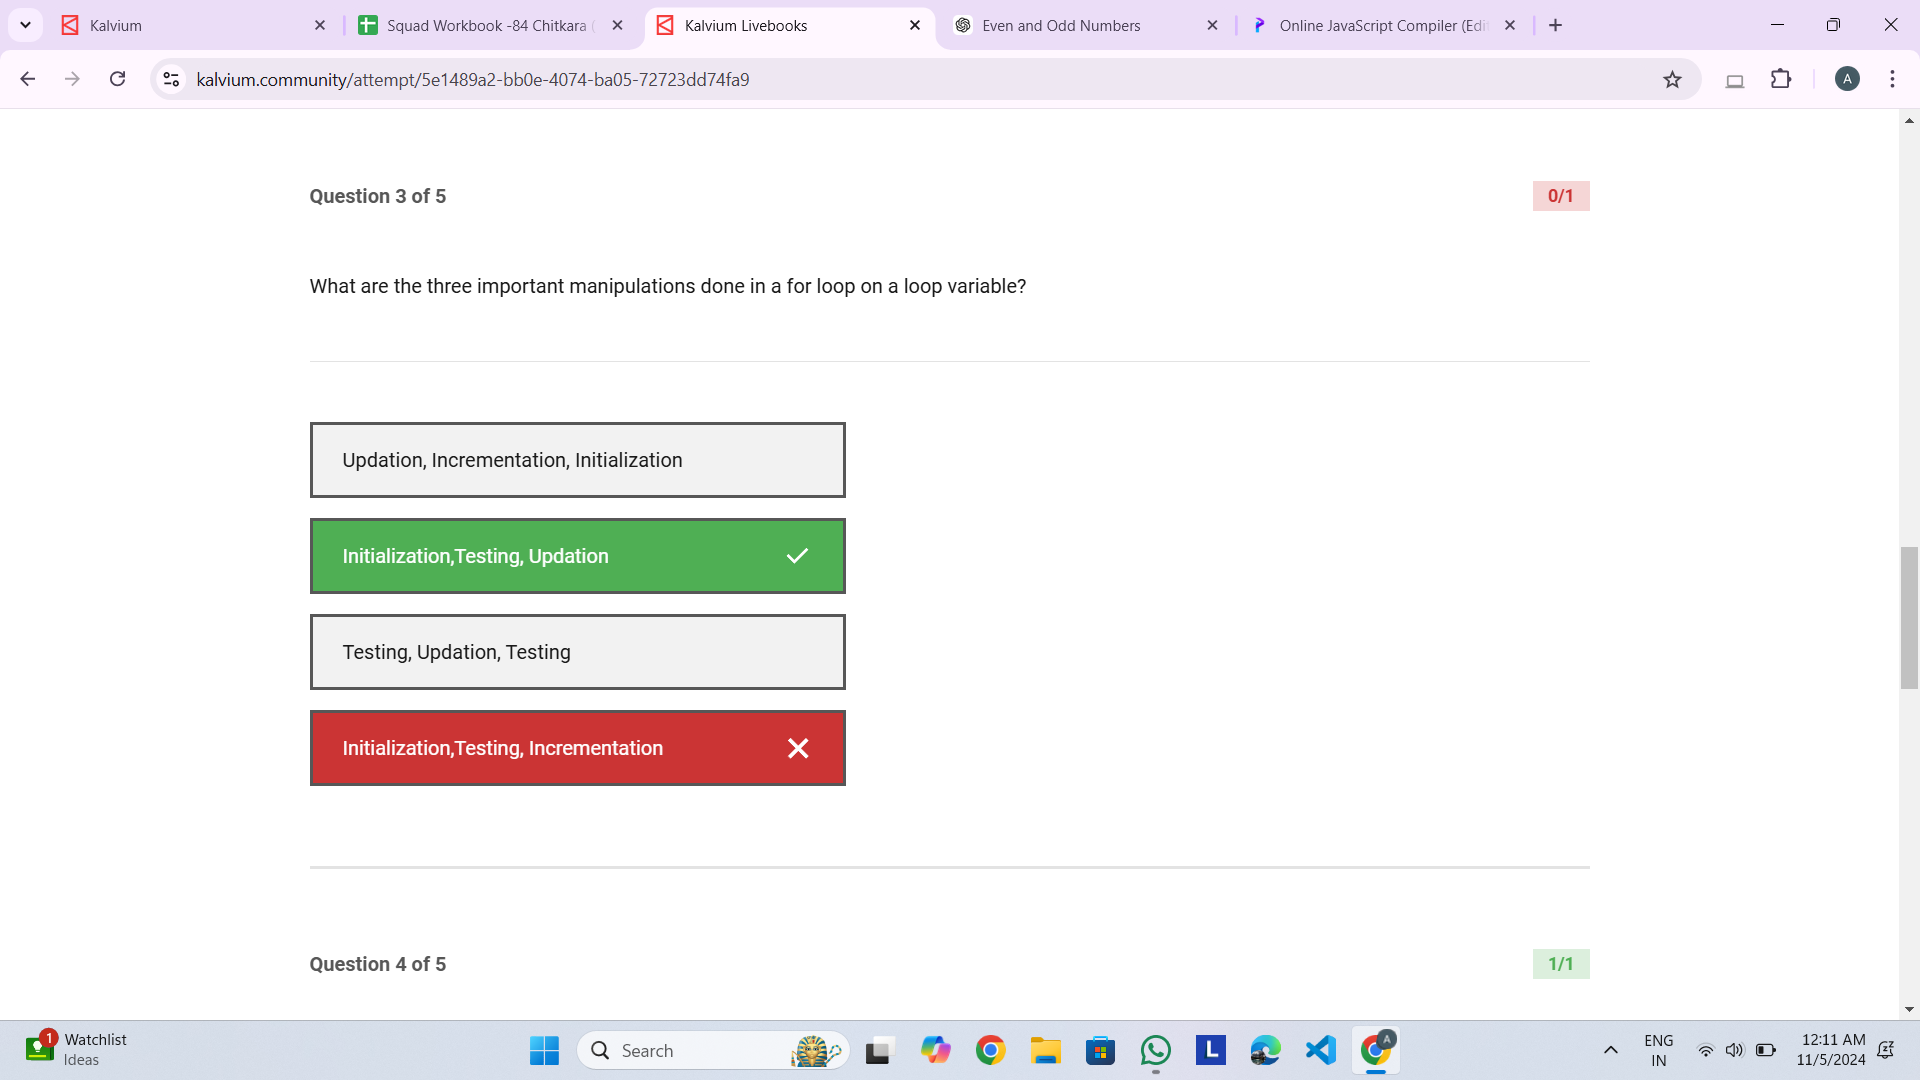 Kalvium
Squad Workbook -84 Chitkara (
Kalvium Livebooks
Even and Odd Numbers
Online JavaScript Compiler (Edi
kalvium.community/attempt/5e1489a2-bb0e-4074-ba05-72723dd74fa9
A
Question 3 of 5
0/1
What are the three important manipulations done in a for loop on a loop variable?
Updation, Incrementation, Initialization
Initialization,Testing, Updation
Testing, Updation, Testing
Initialization,Testing, Incrementation
Question 4 of 5
1/1
1
Watchlist
Ideas
Search
L
A
ENG
IN
12:11 AM
11/5/2024